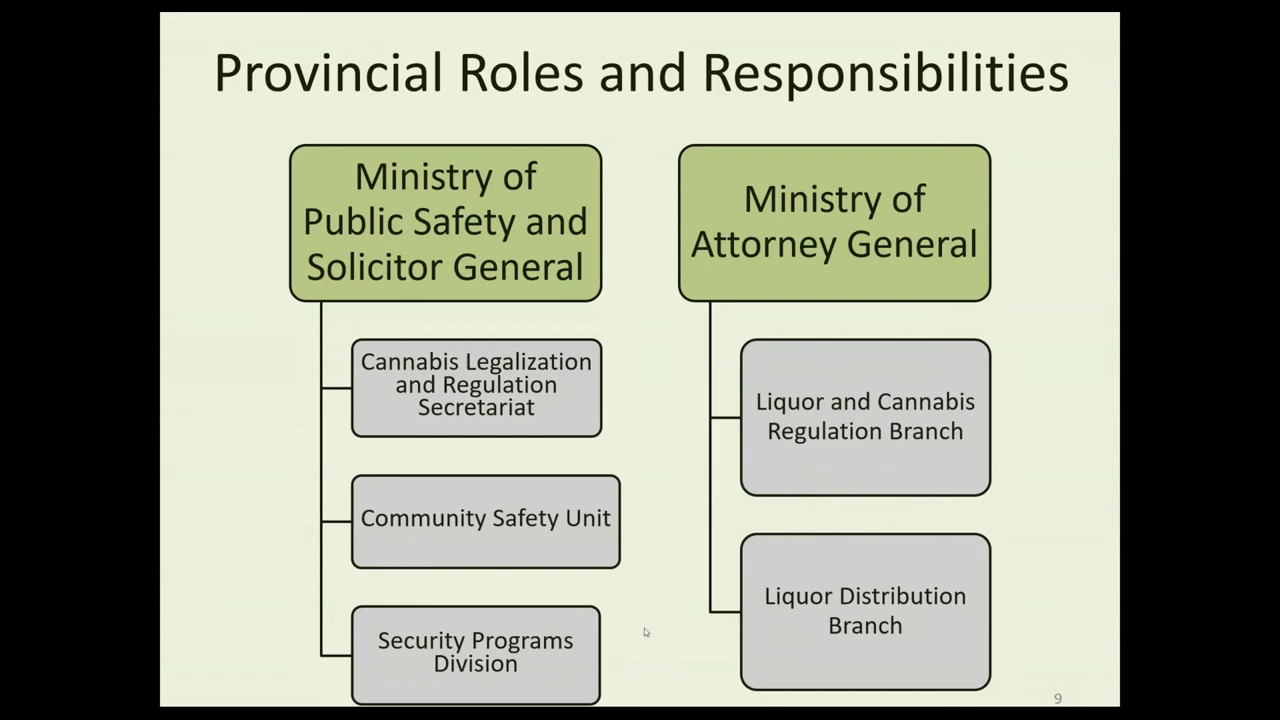 Provincial Roles and Responsibilities
Ministry of
Public Safety and
Solicitor General
Cannabis Legalization
and Regulation
Secretariat
Community Safety Unit
Security Programs
Division
Ministry of
Attorney General
Liquor and Cannabis
Regulation Branch
Liquor Distribution
Branch
9